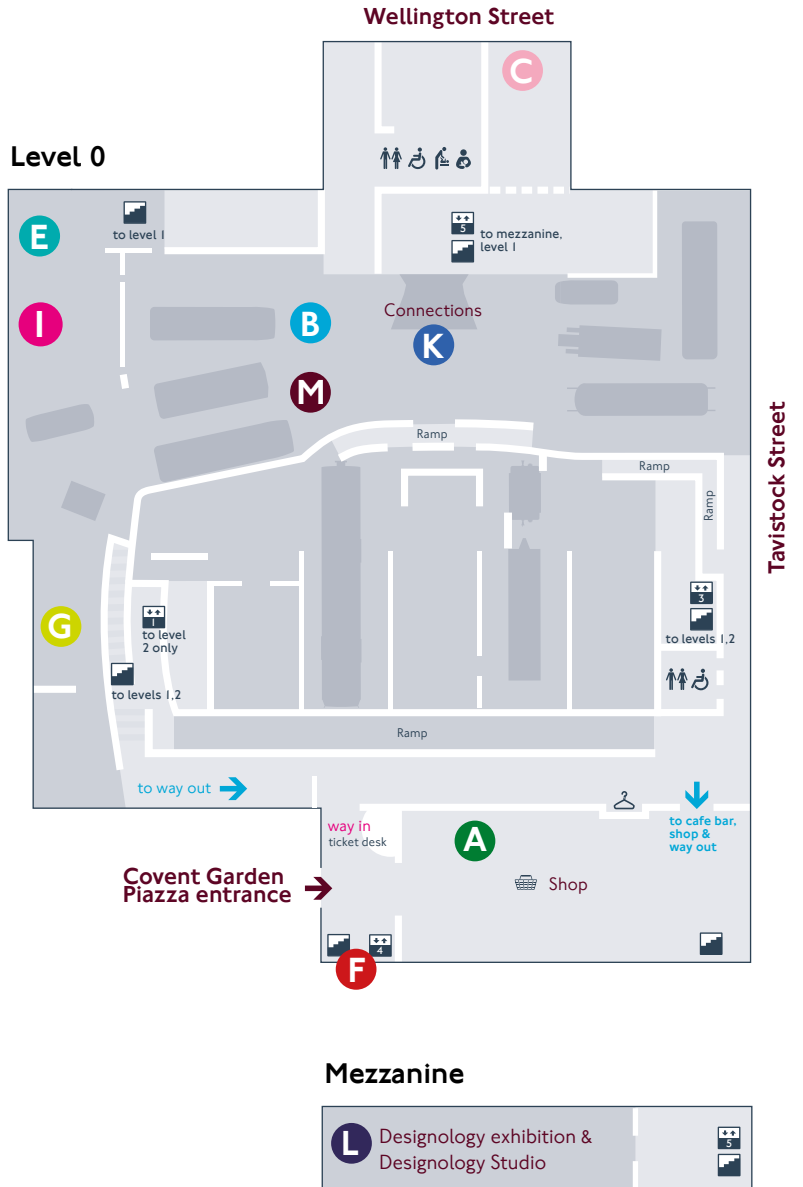 Wellington Street
C
Level 0
E
to level 1
5
to mezzanine,
level 1
I
B
Connections
K
M
Tavistock Street
Ramp
Ramp
Ramp
G
1
to level
2 only
3
to levels 1,2
to levels 1,2
Ramp
to way out
way in
ticket desk
A
to cafe bar,
shop &
way out
Covent Garden
Piazza entrance
Shop
4
F
Mezzanine
L
Designology exhibition &
Designology Studio
5